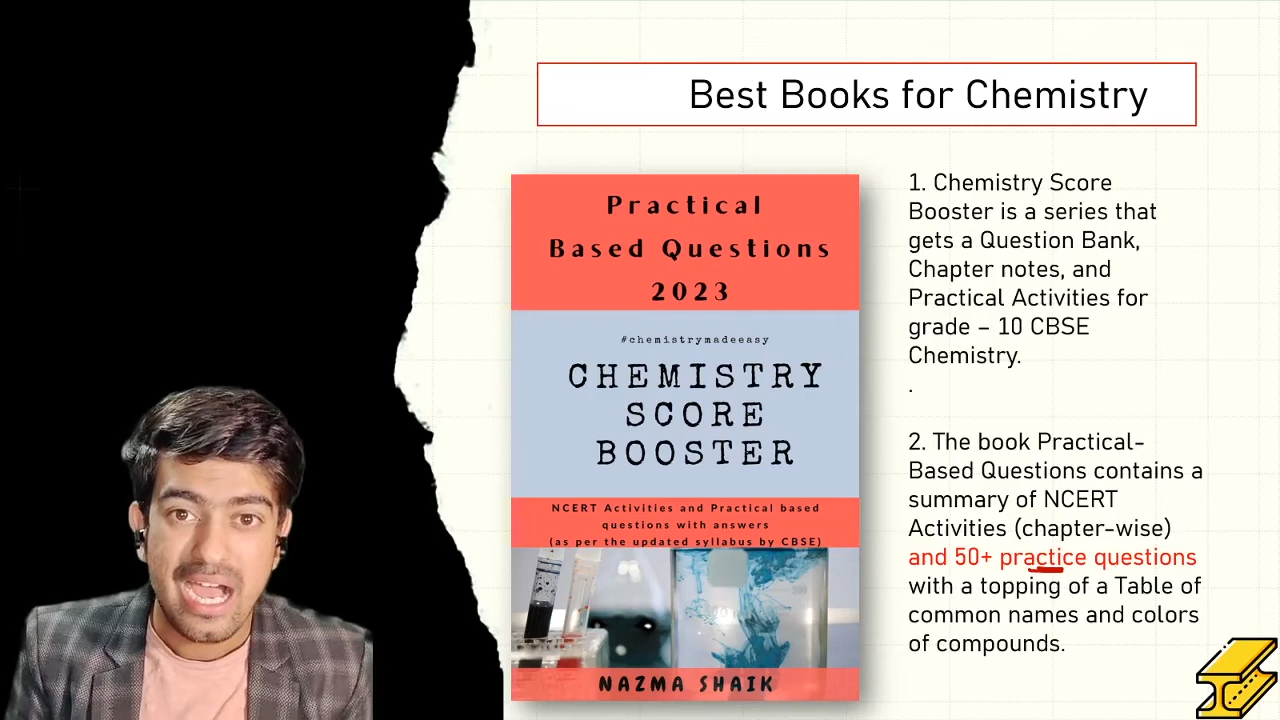 Best Books for Chemistry
Practical
Based Questions
2023
#chemistrymadeeasy
CHEMISTRY
SCORE
BOOSTER
NCERT Activities and Practical based
questions with answers
(as per the updated syllabus by CBSE)
NAZMA SHAIK
1. Chemistry Score
Booster is a series that
gets a Question Bank,
Chapter notes, and
Practical Activities for
grade – 10 CBSE
Chemistry.
.
2. The book Practical-
Based Questions contains a
summary of NCERT
Activities (chapter-wise)
and 50+ practice questions
with a topping of a Table of
common names and colors
of compounds.